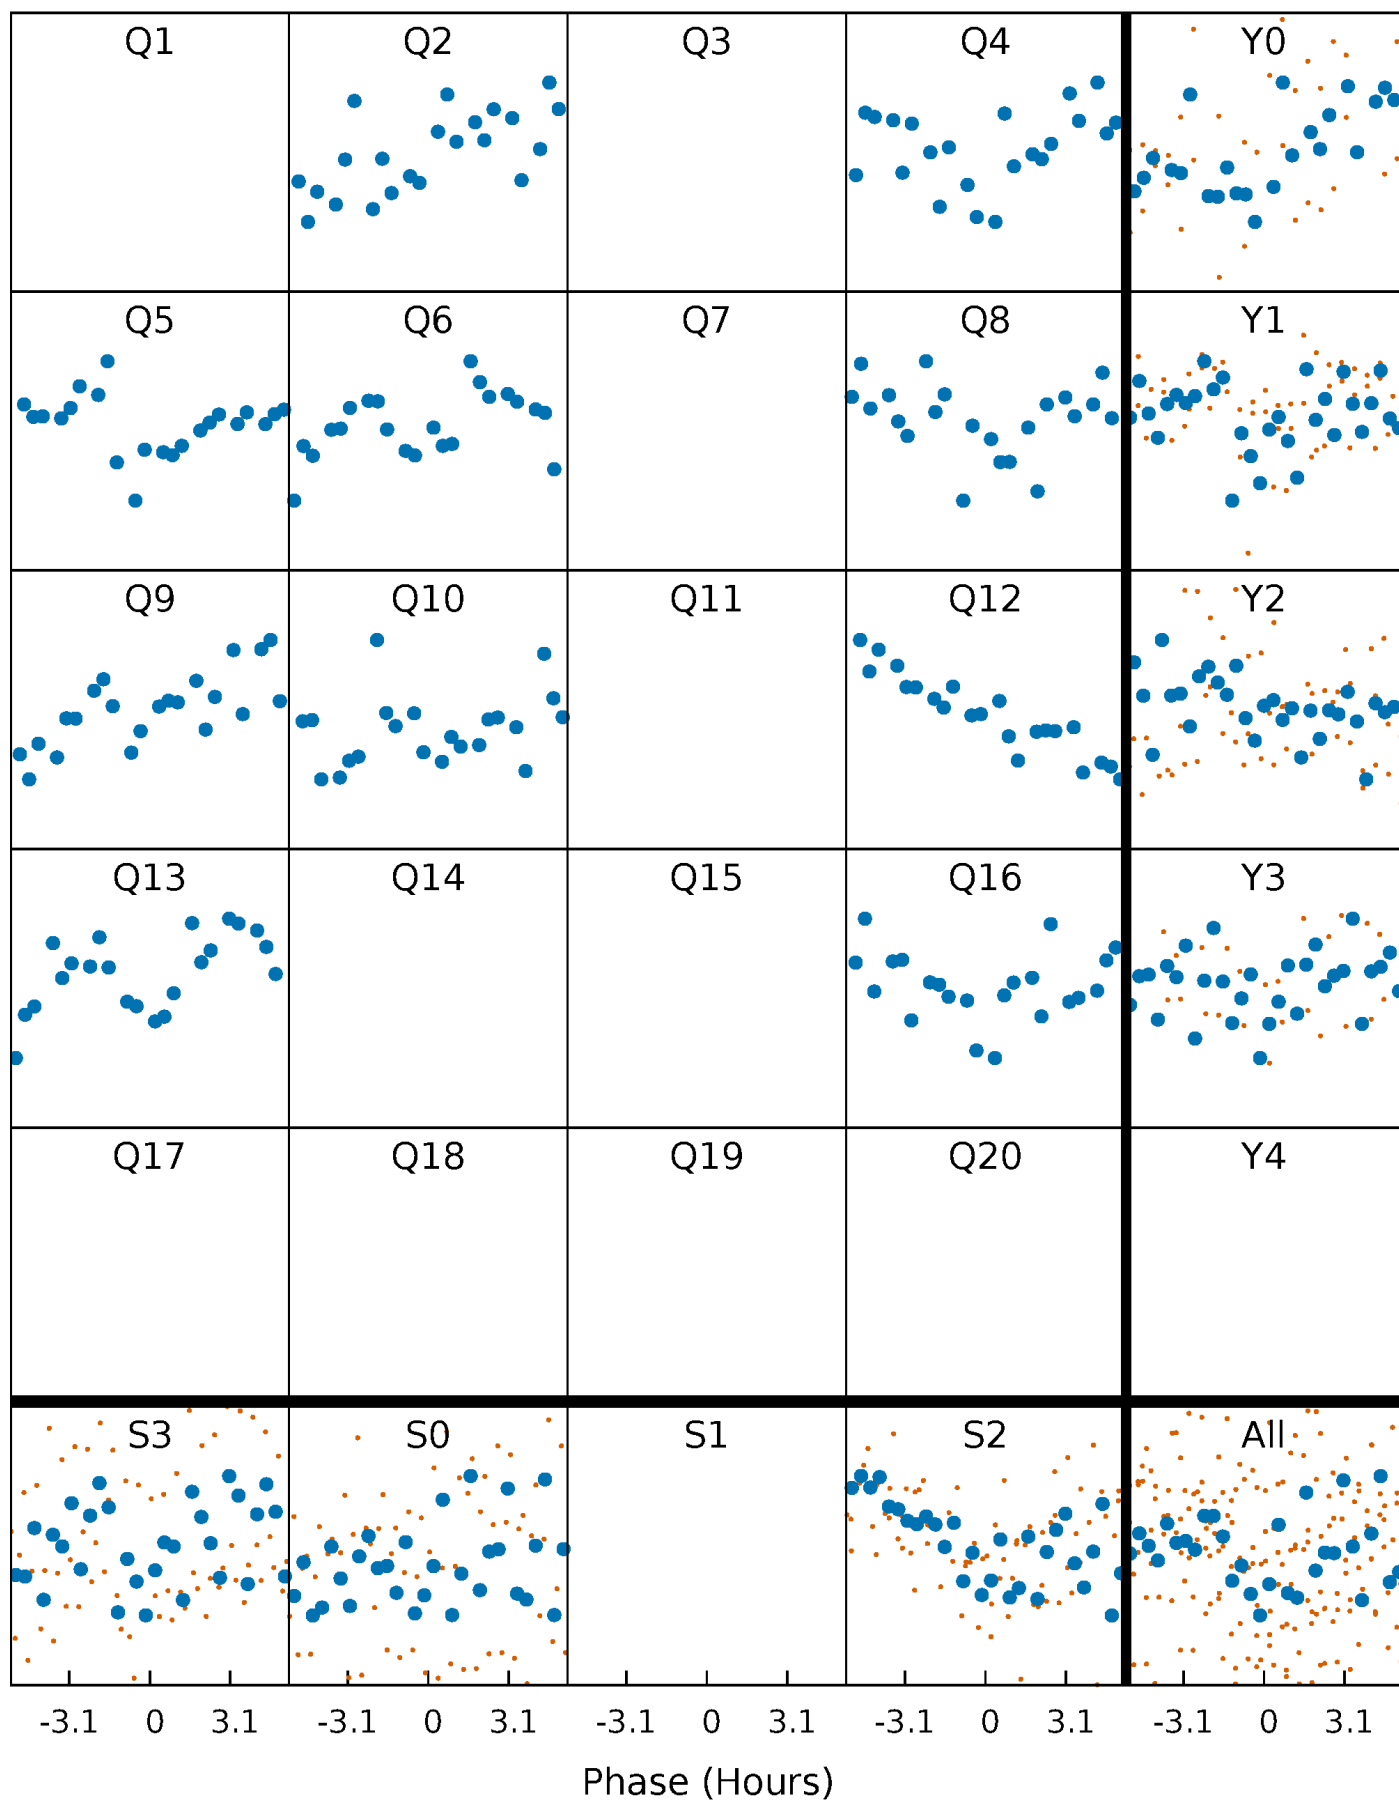 Q1 Q2 Q3 Q4 Y0
Q5 Q6 Q7 Q8 Y1
Q9 Q10 Q11 Q12 Y2
Q13 Q14 Q15 Q16 Y3
Q17 Q18 Q19 Q20 Y4
S3 S0 S1 S2 All
-3.1 0 3.1 -3.1 0 3.1 -3.1 0 3.1 -3.1 0 3.1 -3.1 0 3.1
Phase (Hours)